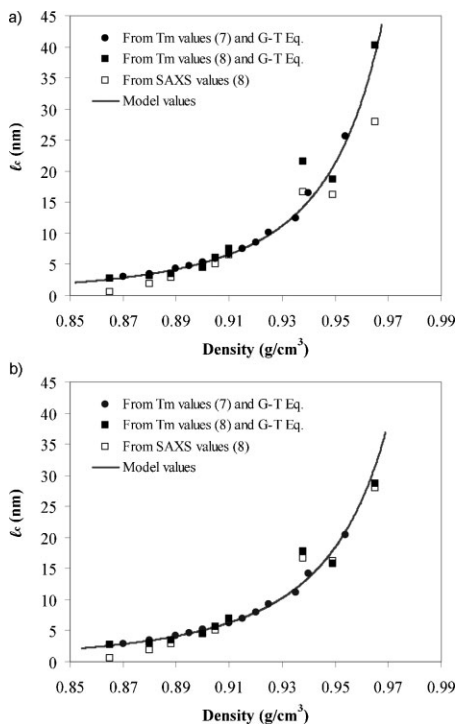 a)
45
40
35
30
25
20
15
10
5
0
ℓc (nm)
● From Tm values (7) and G-T Eq.
■ From Tm values (8) and G-T Eq.
□ From SAXS values (8)
— Model values
0.85 0.87 0.89 0.91 0.93 0.95 0.97 0.99
Density (g/cm³)
b)
45
40
35
30
25
20
15
10
5
0
ℓc (nm)
● From Tm values (7) and G-T Eq.
■ From Tm values (8) and G-T Eq.
□ From SAXS values (8)
— Model values
0.85 0.87 0.89 0.91 0.93 0.95 0.97 0.99
Density (g/cm³)